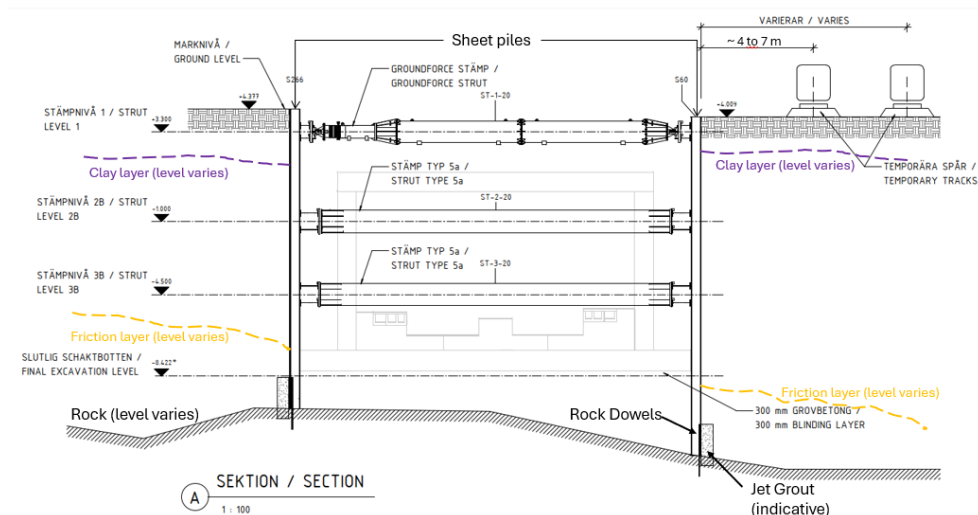 VARIERAR / VARIES
Sheet piles
~ 4 to 7 m
MARKNIVÅ /
GROUND LEVEL
S266
GROUNDFORCE STÄMP /
GROUNDFORCE STRUT
S60
ST-1-20
+4.377
+4.009
STÄMPNIVÅ 1 / STRUT
LEVEL 1
+3.300
Clay layer (level varies)
Clay layer (level varies)
TEMPORÄRA SPÅR /
TEMPORARY TRACKS
STÄMP TYP 5a /
STRUT TYPE 5a
STÄMPNIVÅ 2B / STRUT
LEVEL 2B
-1.000
ST-2-20
STÄMP TYP 5a /
STRUT TYPE 5a
STÄMPNIVÅ 3B / STRUT
LEVEL 3B
-4.500
ST-3-20
Friction layer (level varies)
SLUTLIG SCHAKTBOTTEN /
FINAL EXCAVATION LEVEL
-8.422*
Friction layer (level varies)
300 mm GROVBETONG /
300 mm BLINDING LAYER
Rock (level varies)
Rock Dowels
Jet Grout
(indicative)
A
SEKTION / SECTION
1 : 100